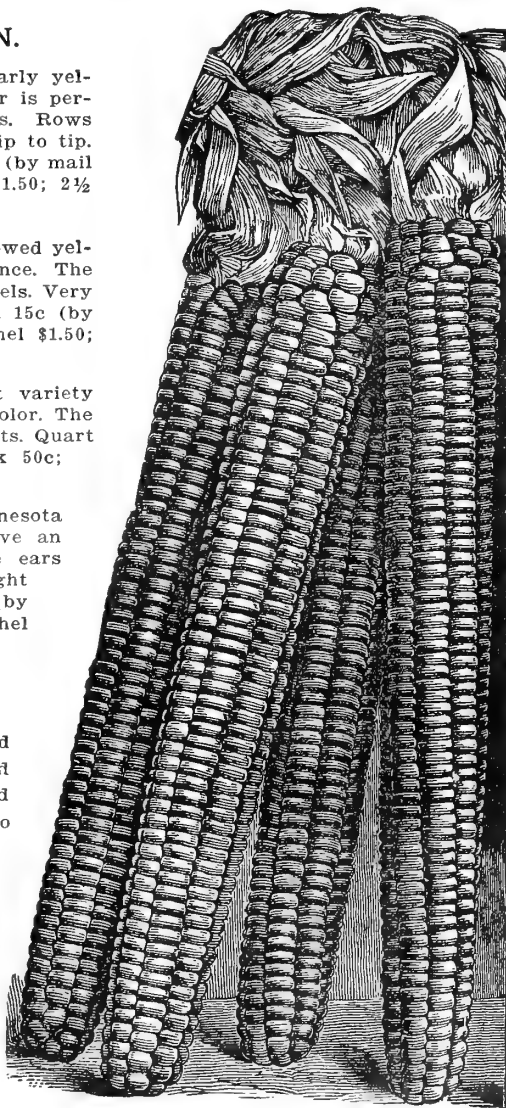 N.
arly yel-
r is per-
s. Rows
ip to tip.
(by mail
1.50; 2½
wed yel-
nce. The
els. Very
15c (by
hel $1.50;
t variety
olor. The
ts. Quart
k 50c;
nesota
ve an
e ears
ght
by
hel
d
d
d
o